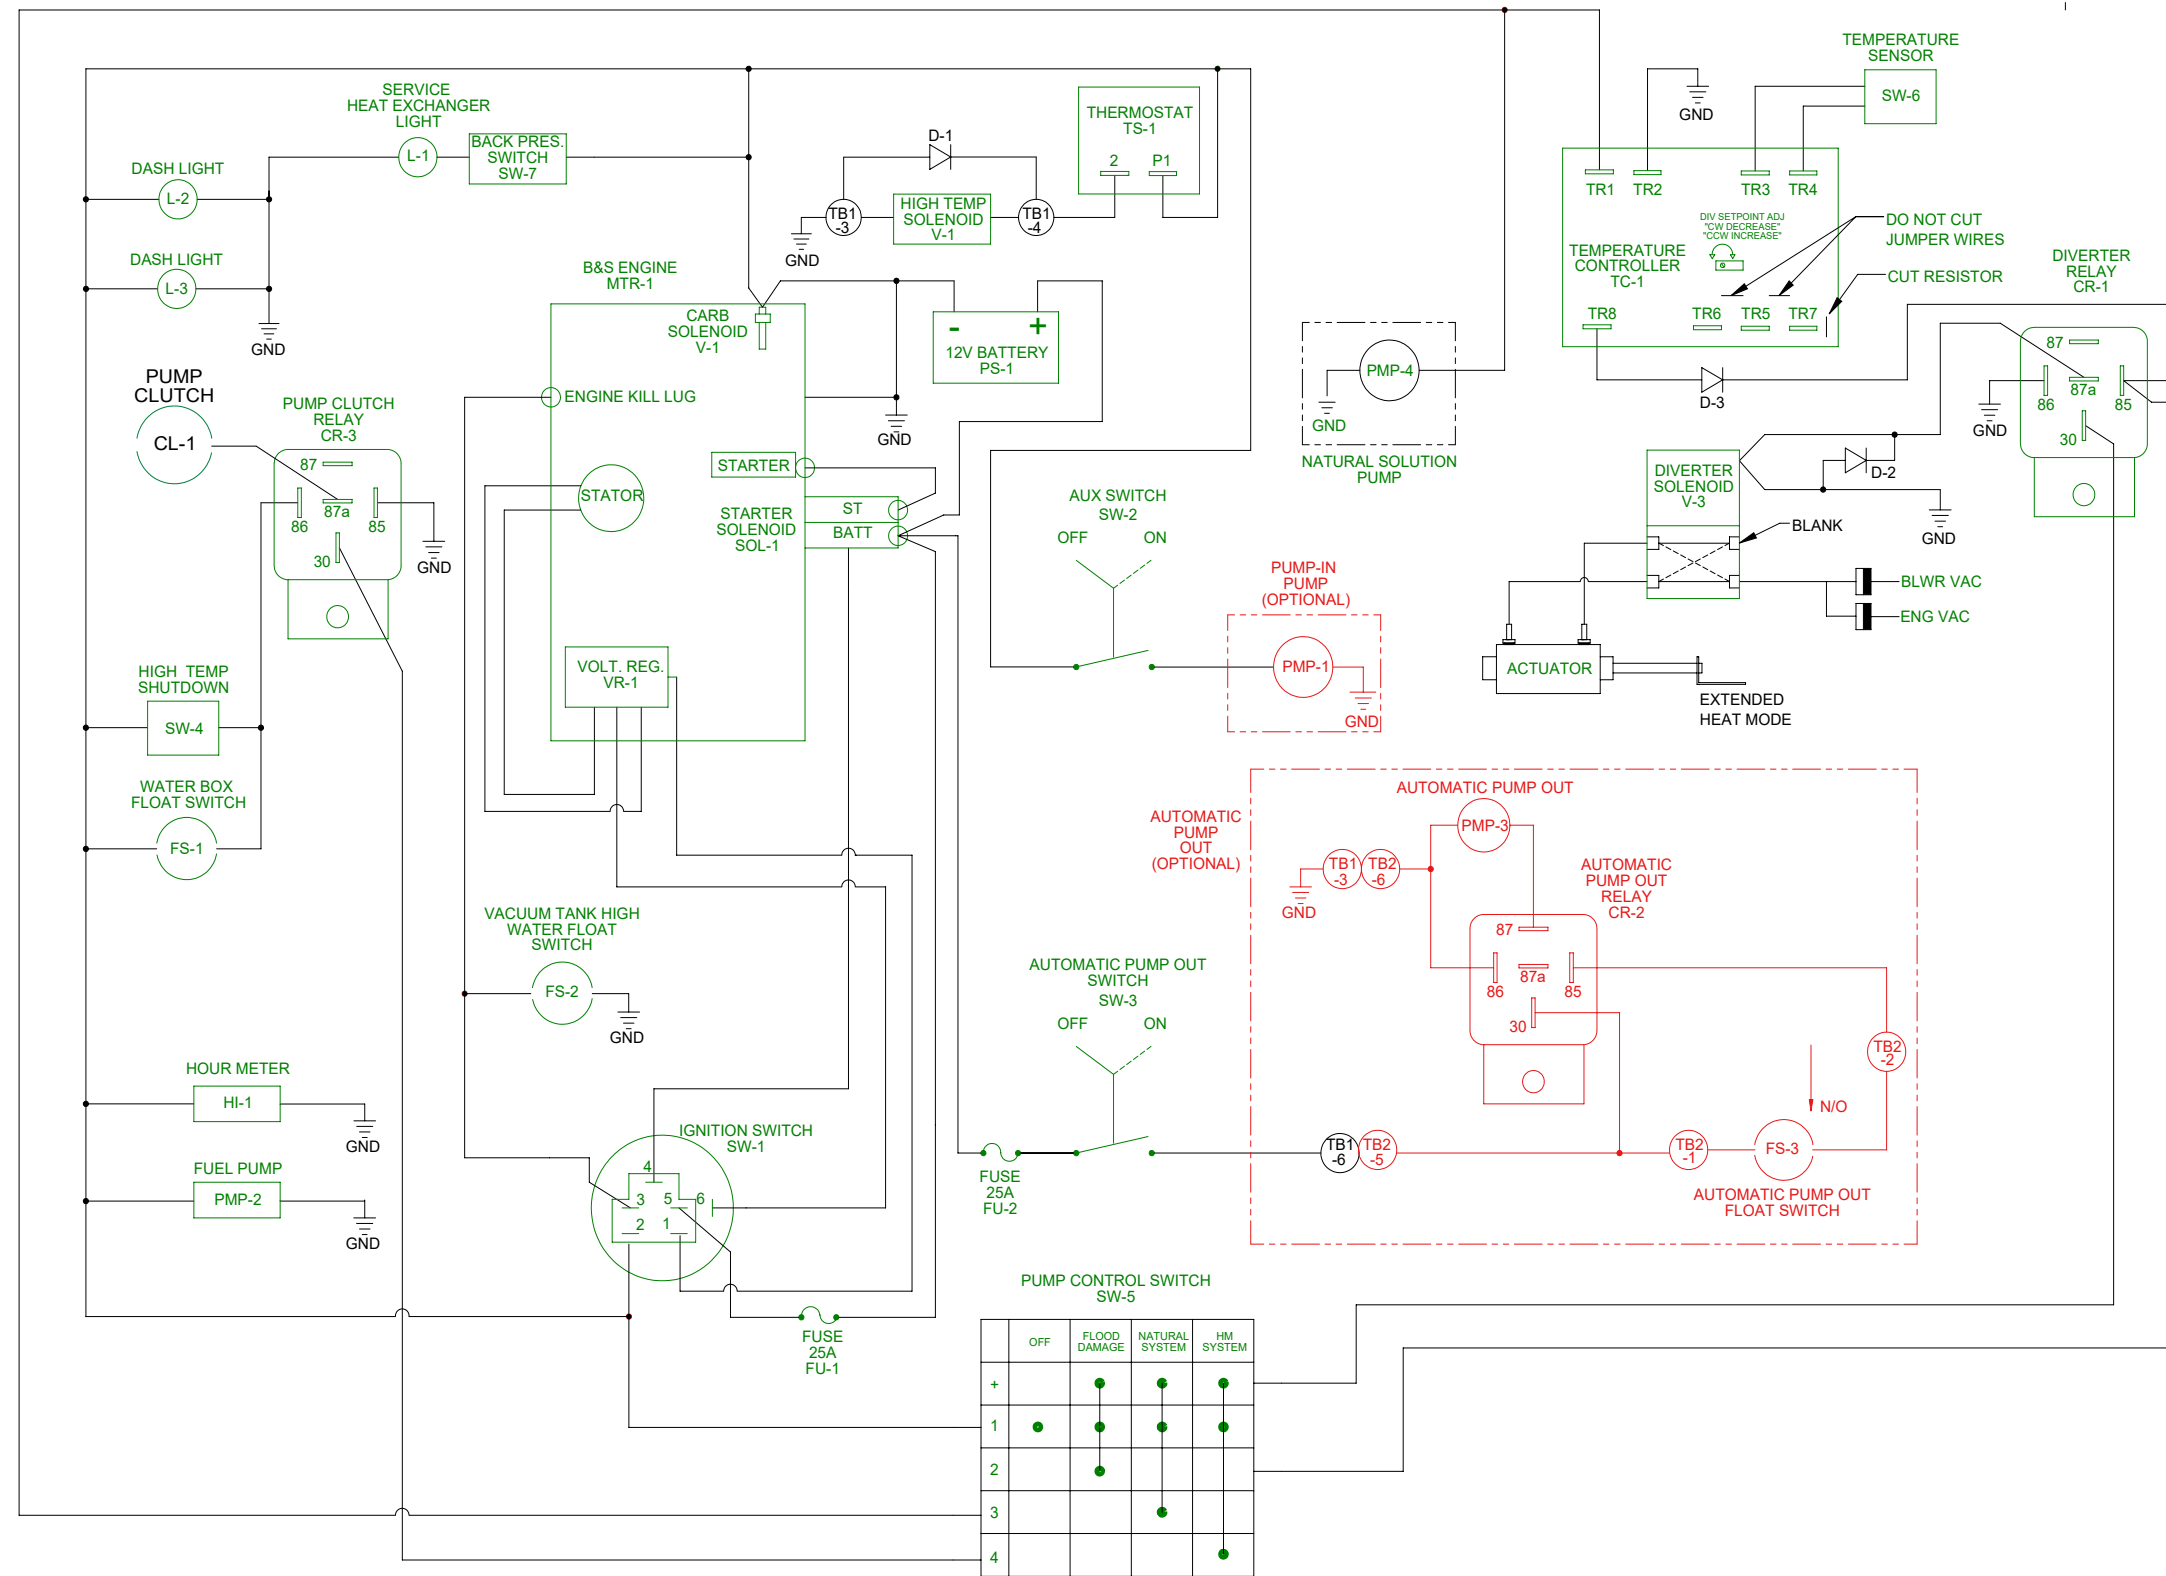 SERVICE
HEAT EXCHANGER
LIGHT
L-1
BACK PRES.
SWITCH
SW-7
DASH LIGHT
L-2
DASH LIGHT
L-3
GND
D-1
TB1
-3
HIGH TEMP
SOLENOID
V-1
TB1
-4
GND
THERMOSTAT
TS-1
2 P1
B&S ENGINE
MTR-1
CARB
SOLENOID
V-1
- +
12V BATTERY
PS-1
GND
ENGINE KILL LUG
STARTER
STATOR
STARTER
SOLENOID
SOL-1
ST
BATT
VOLT. REG.
VR-1
PUMP
CLUTCH
CL-1
PUMP CLUTCH
RELAY
CR-3
87
86
87a
85
30
GND
HIGH TEMP
SHUTDOWN
SW-4
WATER BOX
FLOAT SWITCH
FS-1
HOUR METER
HI-1
GND
FUEL PUMP
PMP-2
GND
VACUUM TANK HIGH
WATER FLOAT
SWITCH
FS-2
GND
IGNITION SWITCH
SW-1
4
3 5 6
2 1
FUSE
25A
FU-1
TEMPERATURE
SENSOR
SW-6
GND
TR1 TR2 TR3 TR4
DIV SETPOINT ADJ
"CW DECREASE"
"CCW INCREASE"
TEMPERATURE
CONTROLLER
TC-1
TR8 TR6 TR5 TR7
DO NOT CUT
JUMPER WIRES
CUT RESISTOR
D-3
DIVERTER
RELAY
CR-1
87
86
87a
85
30
GND
PMP-4
GND
NATURAL SOLUTION
PUMP
DIVERTER
SOLENOID
V-3
D-2
GND
BLANK
BLWR VAC
ENG VAC
ACTUATOR
EXTENDED
HEAT MODE
AUX SWITCH
SW-2
OFF ON
PUMP-IN
PUMP
(OPTIONAL)
PMP-1
GND
AUTOMATIC
PUMP
OUT
(OPTIONAL)
AUTOMATIC PUMP OUT
PMP-3
TB1
-3
TB2
-6
GND
AUTOMATIC
PUMP OUT
RELAY
CR-2
87
86
87a
85
30
TB2
-2
N/O
AUTOMATIC PUMP OUT
SWITCH
SW-3
OFF ON
FUSE
25A
FU-2
TB1
-6
TB2
-5
TB2
-1
FS-3
AUTOMATIC PUMP OUT
FLOAT SWITCH
PUMP CONTROL SWITCH
SW-5
OFF
FLOOD
DAMAGE
NATURAL
SYSTEM
HM
SYSTEM
+
1
2
3
4